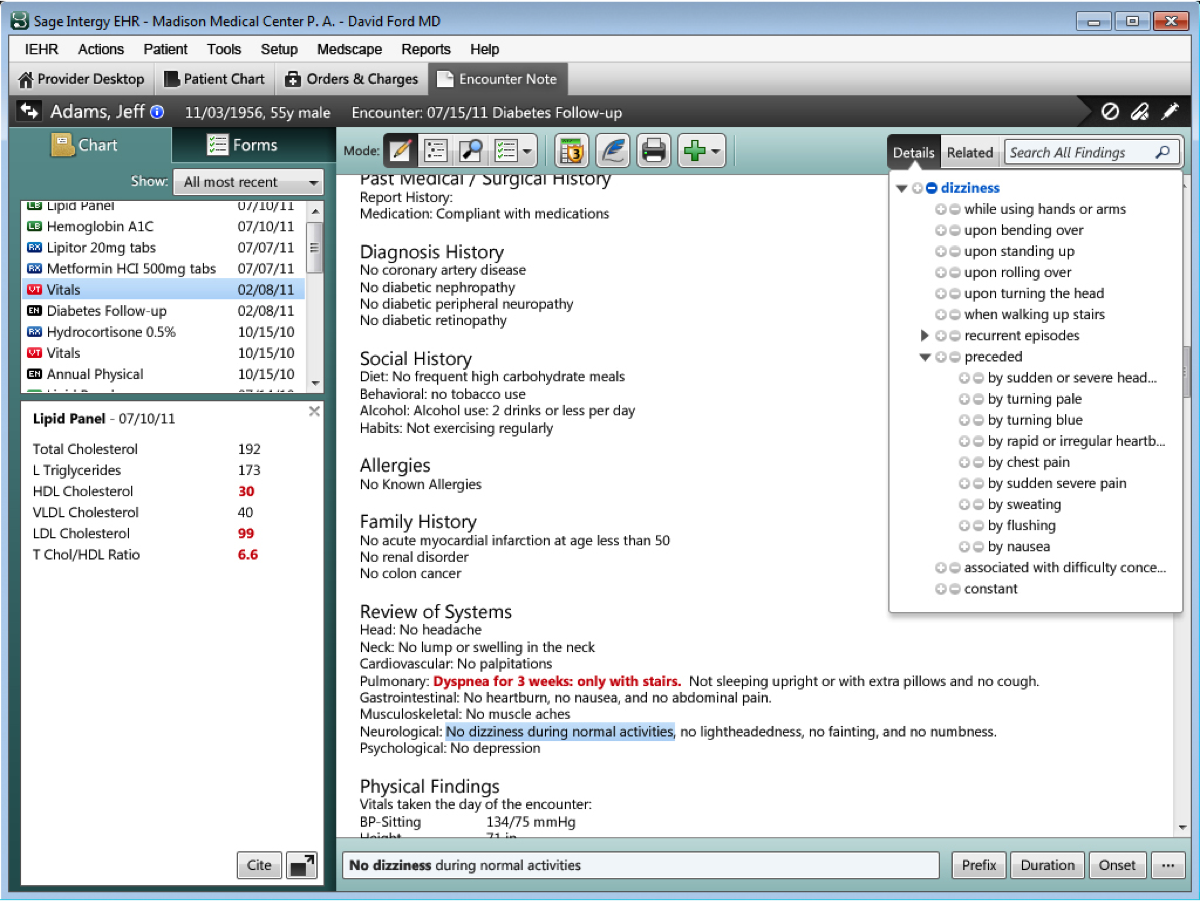 Sage Intergy EHR - Madison Medical Center P. A. - David Ford MD
IEHR Actions Patient Tools Setup Medscape Reports Help
Provider Desktop Patient Chart Orders & Charges Encounter Note
Adams, Jeff 11/03/1956, 55y male Encounter: 07/15/11 Diabetes Follow-up
Chart Forms
Show: All most recent
LB Lipid Panel 07/10/11
LB Hemoglobin A1C 07/10/11
RX Lipitor 20mg tabs 07/07/11
RX Metformin HCI 500mg tabs 07/07/11
VT Vitals 02/08/11
EN Diabetes Follow-up 02/08/11
RX Hydrocortisone 0.5% 10/15/10
VT Vitals 10/15/10
EN Annual Physical 10/15/10
Lipid Panel - 07/10/11
Total Cholesterol 192
L Triglycerides 173
HDL Cholesterol 30
VLDL Cholesterol 40
LDL Cholesterol 99
T Chol/HDL Ratio 6.6
Cite
Mode: 3
Past Medical / Surgical History
Report History:
Medication: Compliant with medications
Diagnosis History
No coronary artery disease
No diabetic nephropathy
No diabetic peripheral neuropathy
No diabetic retinopathy
Social History
Diet: No frequent high carbohydrate meals
Behavioral: no tobacco use
Alcohol: Alcohol use: 2 drinks or less per day
Habits: Not exercising regularly
Allergies
No Known Allergies
Family History
No acute myocardial infarction at age less than 50
No renal disorder
No colon cancer
Review of Systems
Head: No headache
Neck: No lump or swelling in the neck
Cardiovascular: No palpitations
Pulmonary: Dyspnea for 3 weeks: only with stairs. Not sleeping upright or with extra pillows and no cough.
Gastrointestinal: No heartburn, no nausea, and no abdominal pain.
Musculoskeletal: No muscle aches
Neurological: No dizziness during normal activities, no lightheadedness, no fainting, and no numbness.
Psychological: No depression
Physical Findings
Vitals taken the day of the encounter:
BP-Sitting 134/75 mmHg
Height 71 in
Details Related Search All Findings
dizziness
while using hands or arms
upon bending over
upon standing up
upon rolling over
upon turning the head
when walking up stairs
recurrent episodes
preceded
by sudden or severe head...
by turning pale
by turning blue
by rapid or irregular heartb...
by chest pain
by sudden severe pain
by sweating
by flushing
by nausea
associated with difficulty conce...
constant
No dizziness during normal activities
Prefix Duration Onset ...